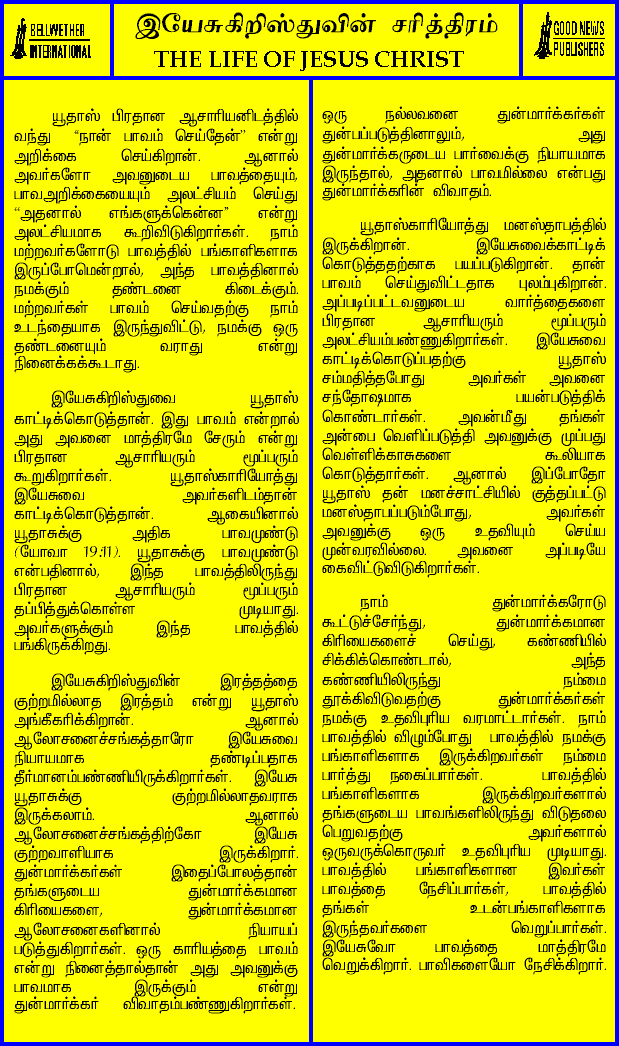 BELLWETHER
INTERNATIONAL
இயேசுகிறிஸ்துவின் சரித்திரம்
THE LIFE OF JESUS CHRIST
GOOD NEWS
PUBLISHERS
யூதாஸ் பிரதான ஆசாரியனிடத்தில்
வந்து “நான் பாவம் செய்தேன்” என்று
அறிக்கை செய்கிறான். ஆனால்
அவர்களோ அவனுடைய பாவத்தையும்,
பாவஅறிக்கையையும் அலட்சியம் செய்து
“அதனால் எங்களுக்கென்ன” என்று
அலட்சியமாக கூறிவிடுகிறார்கள். நாம்
மற்றவர்களோடு பாவத்தில் பங்காளிகளாக
இருப்போமென்றால், அந்த பாவத்தினால்
நமக்கும் தண்டனை கிடைக்கும்.
மற்றவர்கள் பாவம் செய்வதற்கு நாம்
உடந்தையாக இருந்துவிட்டு, நமக்கு ஒரு
தண்டனையும் வராது என்று
நினைக்கக்கூடாது.
இயேசுகிறிஸ்துவை யூதாஸ்
காட்டிக்கொடுத்தான். இது பாவம் என்றால்
அது அவனை மாத்திரமே சேரும் என்று
பிரதான ஆசாரியரும் மூப்பரும்
கூறுகிறார்கள். யூதாஸ்காரியோத்து
இயேசுவை அவர்களிடம்தான்
காட்டிக்கொடுத்தான். ஆகையினால்
யூதாசுக்கு அதிக பாவமுண்டு
(யோவா 19:11). யூதாசுக்கு பாவமுண்டு
என்பதினால், இந்த பாவத்திலிருந்து
பிரதான ஆசாரியரும் மூப்பரும்
தப்பித்துக்கொள்ள முடியாது.
அவர்களுக்கும் இந்த பாவத்தில்
பங்கிருக்கிறது.
இயேசுகிறிஸ்துவின் இரத்தத்தை
குற்றமில்லாத இரத்தம் என்று யூதாஸ்
அங்கீகரிக்கிறான். ஆனால்
ஆலோசனைச்சங்கத்தாரோ இயேசுவை
நியாயமாக தண்டிப்பதாக
தீர்மானம்பண்ணியிருக்கிறார்கள். இயேசு
யூதாசுக்கு குற்றமில்லாதவராக
இருக்கலாம். ஆனால்
ஆலோசனைச்சங்கத்திற்கோ இயேசு
குற்றவாளியாக இருக்கிறார்.
துன்மார்க்கர்கள் இதைப்போலத்தான்
தங்களுடைய துன்மார்க்கமான
கிரியைகளை, துன்மார்க்கமான
ஆலோசனைகளினால் நியாயப்
படுத்துகிறார்கள். ஒரு காரியத்தை பாவம்
என்று நினைத்தால்தான் அது அவனுக்கு
பாவமாக இருக்கும் என்று
துன்மார்க்கர் விவாதம்பண்ணுகிறார்கள்.
ஒரு நல்லவனை துன்மார்க்கர்கள்
துன்பப்படுத்தினாலும், அது
துன்மார்க்கருடைய பார்வைக்கு நியாயமாக
இருந்தால், அதனால் பாவமில்லை என்பது
துன்மார்க்கரின் விவாதம்.
யூதாஸ்காரியோத்து மனஸ்தாபத்தில்
இருக்கிறான். இயேசுவைக்காட்டிக்
கொடுத்ததற்காக பயப்படுகிறான். தான்
பாவம் செய்துவிட்டதாக புலம்புகிறான்.
அப்படிப்பட்டவனுடைய வார்த்தைகளை
பிரதான ஆசாரியரும் மூப்பரும்
அலட்சியம்பண்ணுகிறார்கள். இயேசுவை
காட்டிக்கொடுப்பதற்கு யூதாஸ்
சம்மதித்தபோது அவர்கள் அவனை
சந்தோஷமாக பயன்படுத்திக்
கொண்டார்கள். அவன்மீது தங்கள்
அன்பை வெளிப்படுத்தி அவனுக்கு முப்பது
வெள்ளிக்காசுகளை கூலியாக
கொடுத்தார்கள். ஆனால் இப்போதோ
யூதாஸ் தன் மனச்சாட்சியில் குத்தப்பட்டு
மனஸ்தாபப்படும்போது, அவர்கள்
அவனுக்கு ஒரு உதவியும் செய்ய
முன்வரவில்லை. அவனை அப்படியே
கைவிட்டுவிடுகிறார்கள்.
நாம் துன்மார்க்கரோடு
கூட்டுச்சேர்ந்து, துன்மார்க்கமான
கிரியைகளைச் செய்து, கண்ணியில்
சிக்கிக்கொண்டால், அந்த
கண்ணியிலிருந்து நம்மை
தூக்கிவிடுவதற்கு துன்மார்க்கர்கள்
நமக்கு உதவிபுரிய வரமாட்டார்கள். நாம்
பாவத்தில் விழும்போது பாவத்தில் நமக்கு
பங்காளிகளாக இருக்கிறவர்கள் நம்மை
பார்த்து நகைப்பார்கள். பாவத்தில்
பங்காளிகளாக இருக்கிறவர்களால்
தங்களுடைய பாவங்களிலிருந்து விடுதலை
பெறுவதற்கு அவர்களால்
ஒருவருக்கொருவர் உதவிபுரிய முடியாது.
பாவத்தில் பங்காளிகளான இவர்கள்
பாவத்தை நேசிப்பார்கள், பாவத்தில்
தங்கள் உடன்பங்காளிகளாக
இருந்தவர்களை வெறுப்பார்கள்.
இயேசுவோ பாவத்தை மாத்திரமே
வெறுக்கிறார். பாவிகளையோ நேசிக்கிறார்.